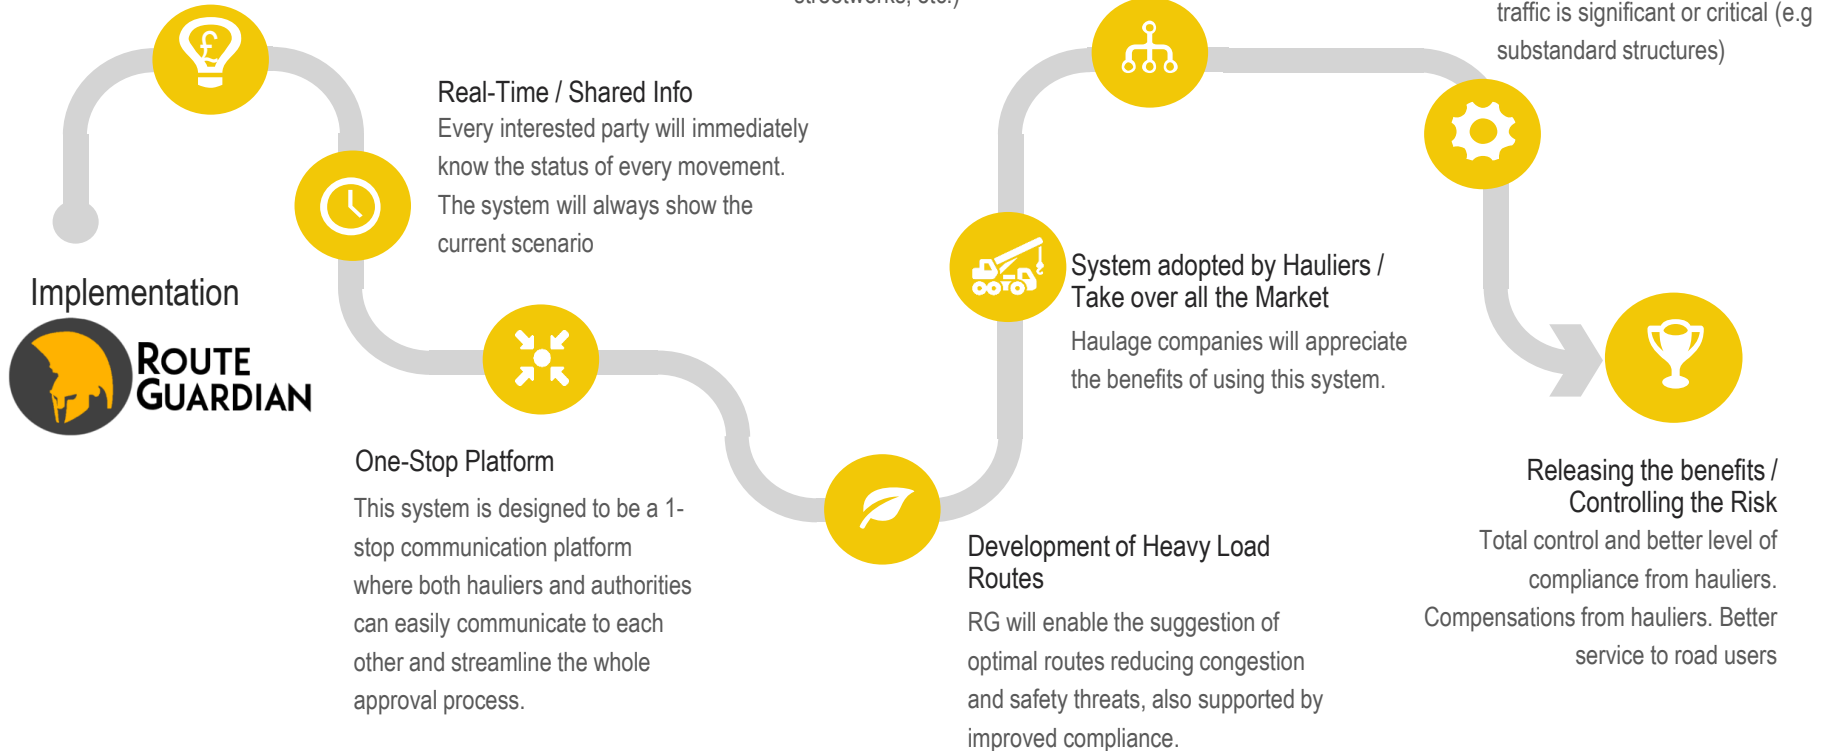 streetworks, etc.)
traffic is significant or critical (e.g
substandard structures)
£
Real-Time / Shared Info
Every interested party will immediately
know the status of every movement.
The system will always show the
current scenario
Implementation
ROUTE
GUARDIAN
System adopted by Hauliers /
Take over all the Market
Haulage companies will appreciate
the benefits of using this system.
One-Stop Platform
This system is designed to be a 1-
stop communication platform
where both hauliers and authorities
can easily communicate to each
other and streamline the whole
approval process.
Development of Heavy Load
Routes
RG will enable the suggestion of
optimal routes reducing congestion
and safety threats, also supported by
improved compliance.
Releasing the benefits /
Controlling the Risk
Total control and better level of
compliance from hauliers.
Compensations from hauliers. Better
service to road users